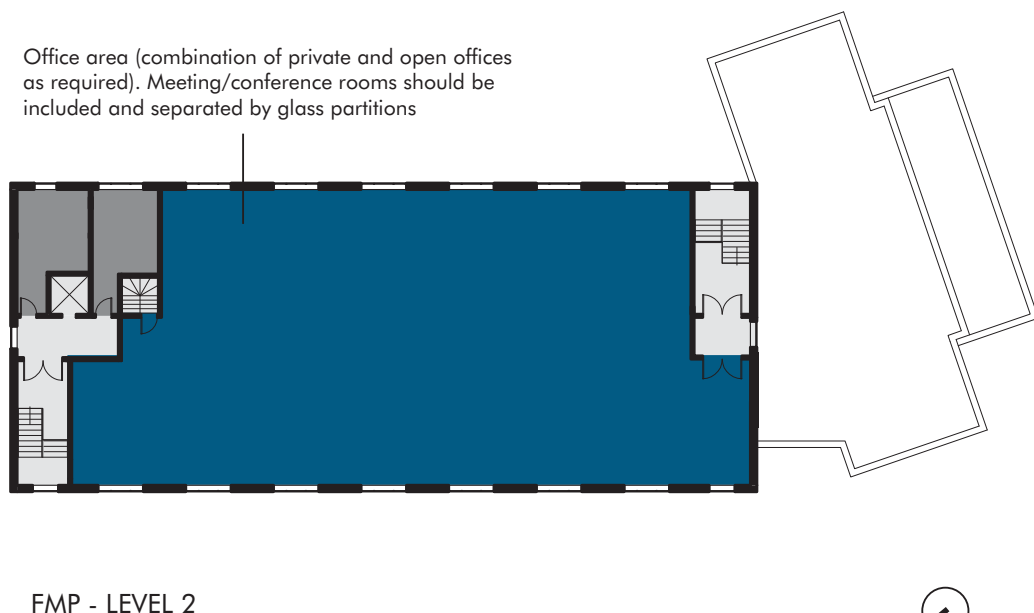 Office area (combination of private and open offices
as required). Meeting/conference rooms should be
included and separated by glass partitions
FMP - LEVEL 2